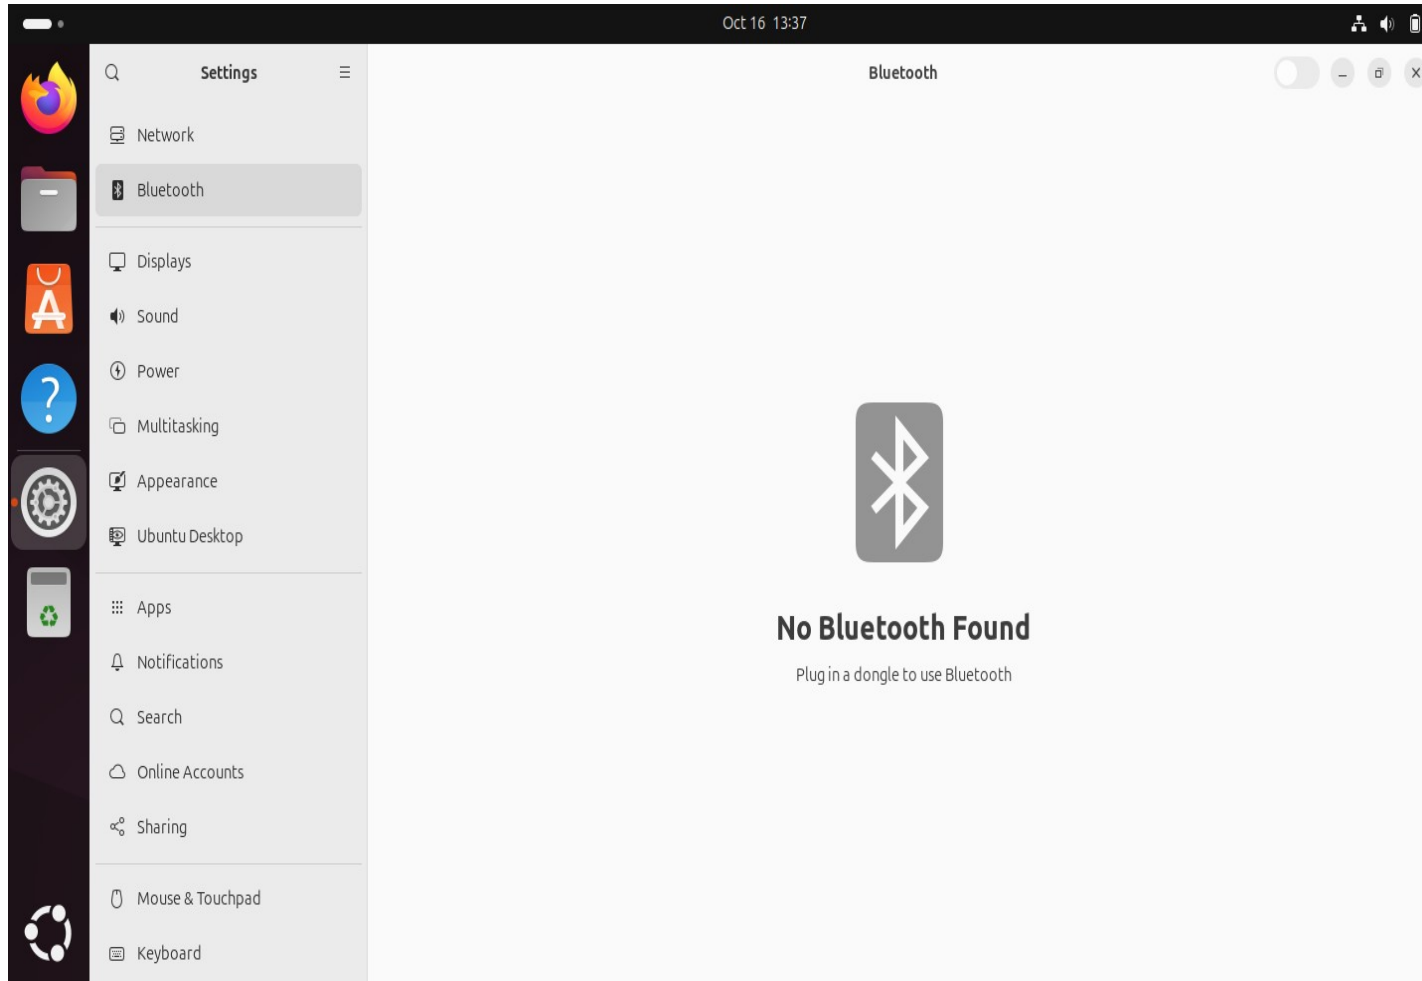 Oct 16 13:37
Settings
Bluetooth
Network
Bluetooth
Displays
Sound
Power
Multitasking
Appearance
Ubuntu Desktop
Apps
Notifications
Search
Online Accounts
Sharing
Mouse & Touchpad
Keyboard
No Bluetooth Found
Plug in a dongle to use Bluetooth